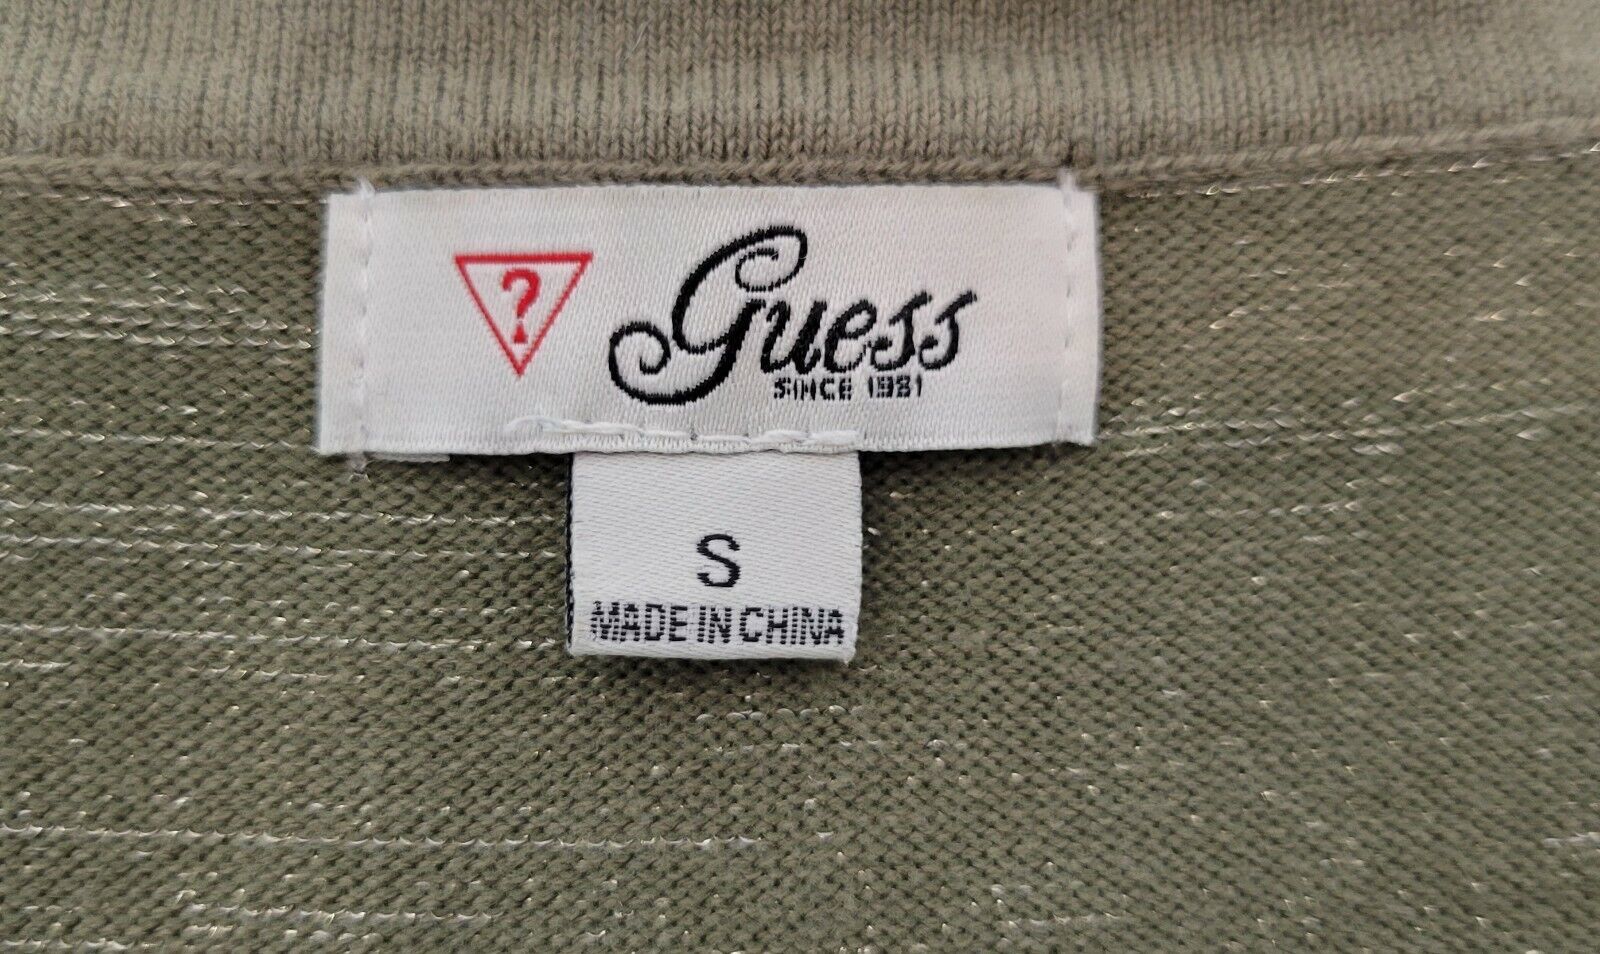 ?
Guess
SINCE 1981
S
MADE IN CHINA